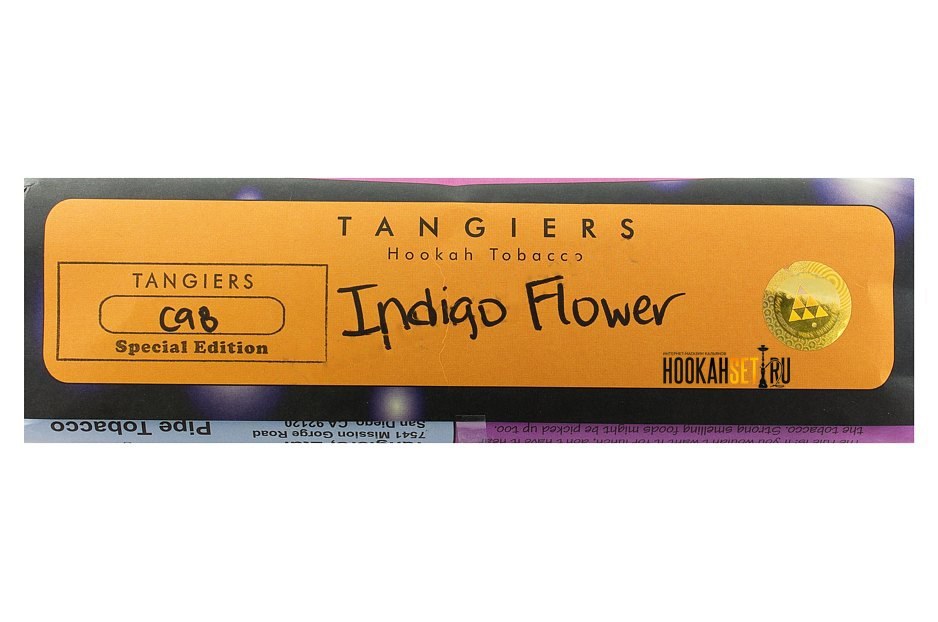 TANGIERS
Hookah Tobacco
TANGIERS
C98
Special Edition
Indigo Flower
HOOKAHSET.RU
Pipe Tobacco
San Diego, CA 92120
7541 Mission Gorge Road
the tobacco. Strong smelling foods might be picked up too.